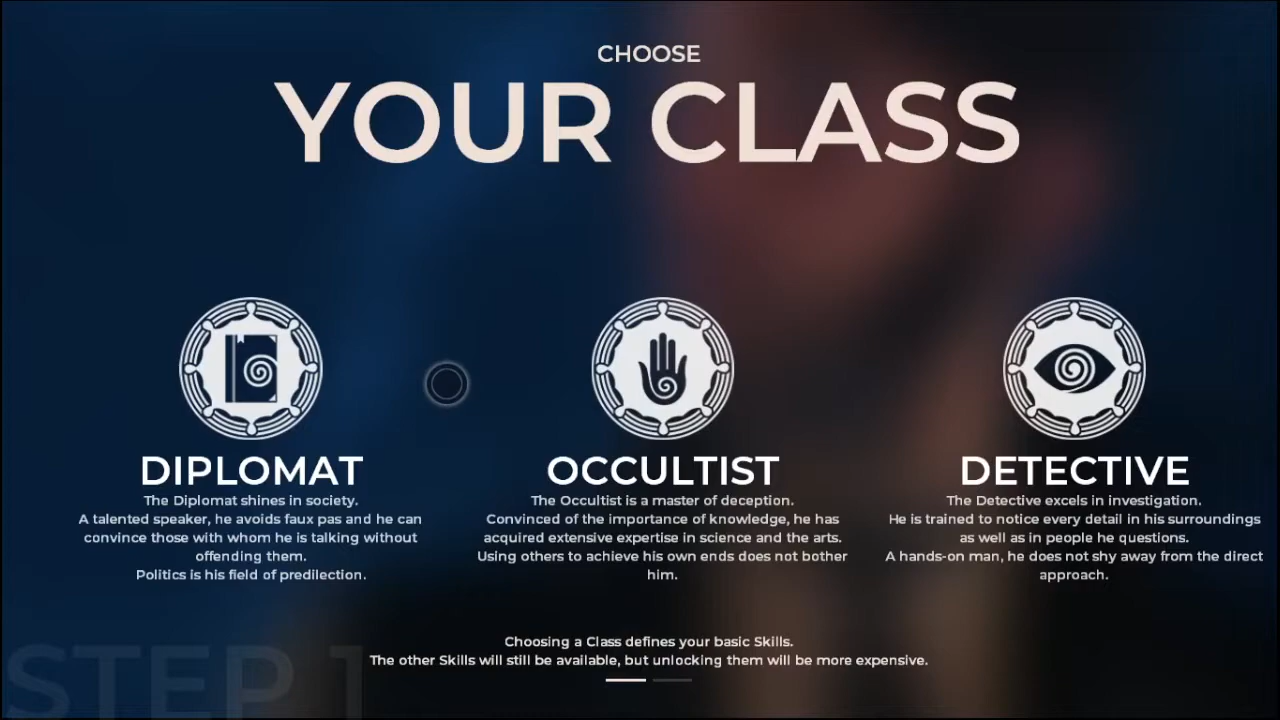 CHOOSE
YOUR CLASS
DIPLOMAT
The Diplomat shines in society.
A talented speaker, he avoids faux pas and he can
convince those with whom he is talking without
offending them.
Politics is his field of predilection.
OCCULTIST
The Occultist is a master of deception.
Convinced of the importance of knowledge, he has
acquired extensive expertise in science and the arts.
Using others to achieve his own ends does not bother
him.
DETECTIVE
The Detective excels in investigation.
He is trained to notice every detail in his surroundings
as well as in people he questions.
A hands-on man, he does not shy away from the direct
approach.
Choosing a Class defines your basic Skills.
The other Skills will still be available, but unlocking them will be more expensive.
STEP 1